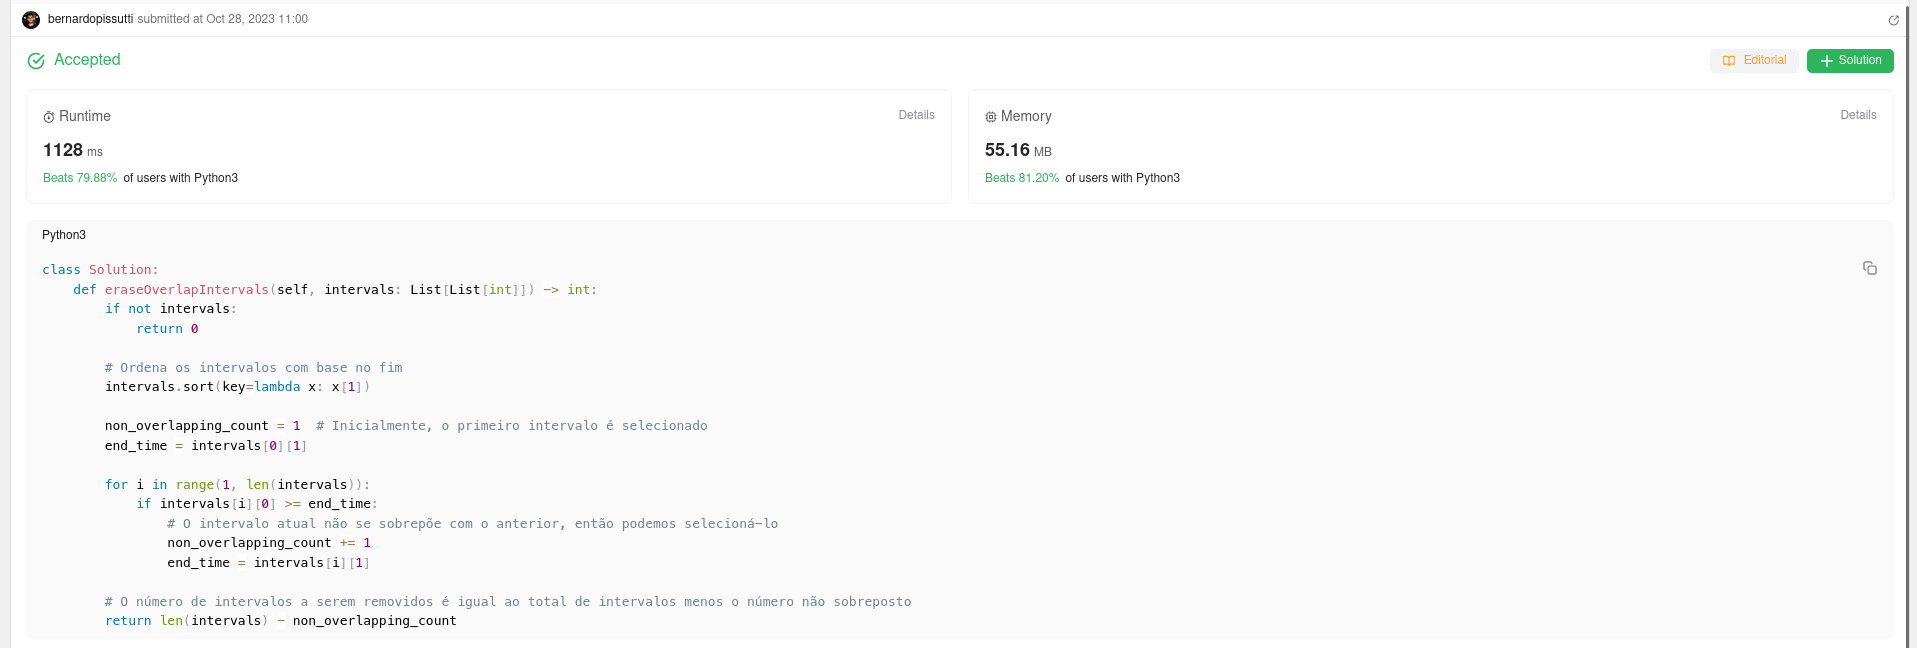 bernardopissutti submitted at Oct 28, 2023 11:00
Accepted
Editorial
Solution
Runtime
Details
1128 ms
Beats 79.88% of users with Python3
Memory
Details
55.16 MB
Beats 81.20% of users with Python3
Python3
class Solution:
    def eraseOverlapIntervals(self, intervals: List[List[int]]) -> int:
        if not intervals:
            return 0
        # Ordena os intervalos com base no fim
        intervals.sort(key=lambda x: x[1])
        non_overlapping_count = 1  # Inicialmente, o primeiro intervalo é selecionado
        end_time = intervals[0][1]
        for i in range(1, len(intervals)):
            if intervals[i][0] >= end_time:
                # O intervalo atual não se sobrepõe com o anterior, então podemos selecioná-lo
                non_overlapping_count += 1
                end_time = intervals[i][1]
        # O número de intervalos a serem removidos é igual ao total de intervalos menos o número não sobreposto
        return len(intervals) - non_overlapping_count